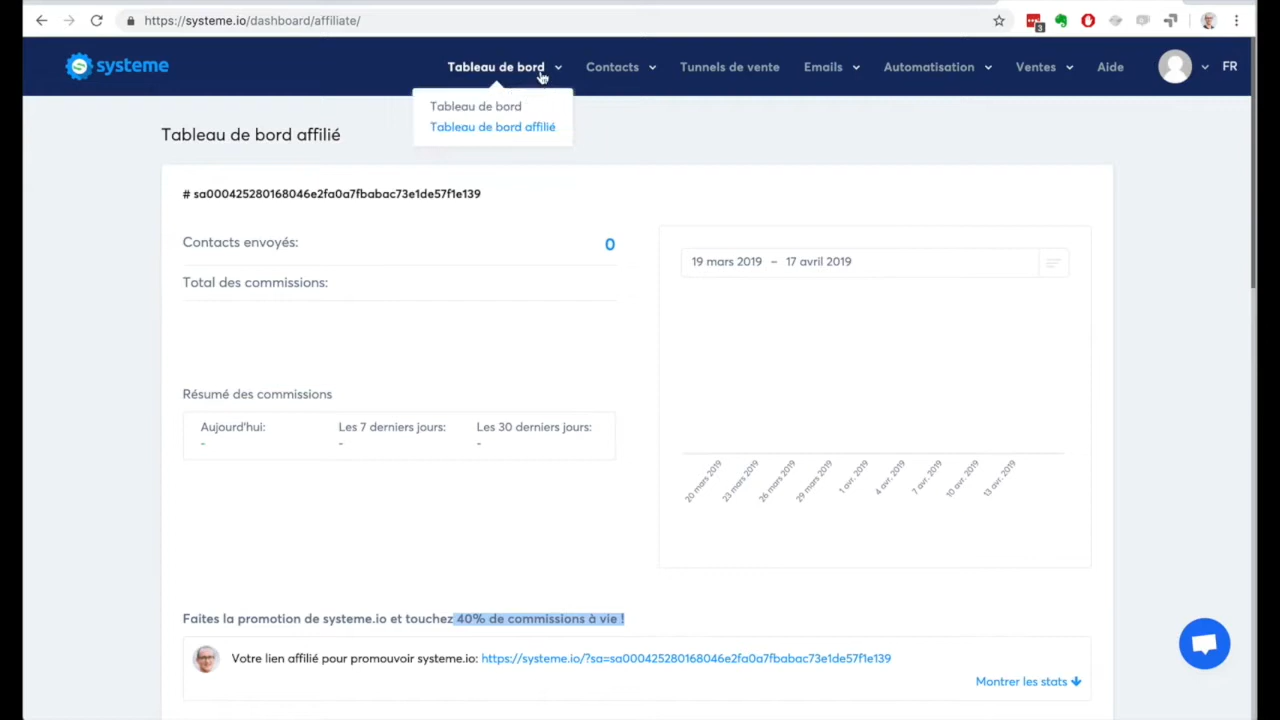 https://systeme.io/dashboard/affiliate/
3
systeme
Tableau de bord
Contacts
Tunnels de vente
Emails
Automatisation
Ventes
Aide
FR
Tableau de bord
Tableau de bord affilié
Tableau de bord affilié
# sa000425280168046e2fa0a7fbabac73e1de57f1e139
Contacts envoyés:
0
Total des commissions:
19 mars 2019 – 17 avril 2019
Résumé des commissions
Aujourd'hui:
Les 7 derniers jours:
Les 30 derniers jours:
-
-
-
20 mars 2019
23 mars 2019
26 mars 2019
29 mars 2019
1 avr. 2019
4 avr. 2019
7 avr. 2019
10 avr. 2019
13 avr. 2019
Faites la promotion de systeme.io et touchez 40% de commissions à vie !
Votre lien affilié pour promouvoir systeme.io: https://systeme.io/?sa=sa000425280168046e2fa0a7fbabac73e1de57f1e139
Montrer les stats